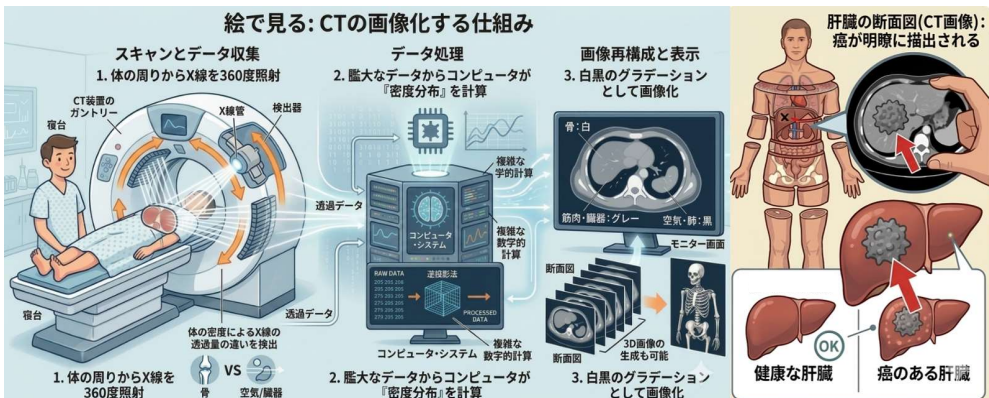 絵で見る: CTの画像化する仕組み
スキャンとデータ収集
1. 体の周りからX線を360度照射
CT装置の
ガントリー
X線管
検出器
寝台
寝台
透過データ
透過データ
体の密度によるX線の
透過量の違いを検出
骨
VS
空気/臓器
1. 体の周りからX線を
360度照射
データ処理
2. 膨大なデータからコンピュータが
『密度分布』を計算
複雑な
学的計算
コンピュータ
・システム
複雑な
数字的
計算
RAW DATA
逆投影法
PROCESSED
DATA
複雑な
数字的計算
コンピュータ・システム
2. 膨大なデータからコンピュータが
『密度分布』を計算
画像再構成と表示
3. 白黒のグラデーション
として画像化
骨:白
筋肉・臓器:グレー
空気・肺:黒
モニター画面
断面図
断面図
3D画像の
生成も可能
3. 白黒のグラデーション
として画像化
肝臓の断面図(CT画像):
癌が明瞭に描出される
×
OK
健康な肝臓
癌のある肝臓